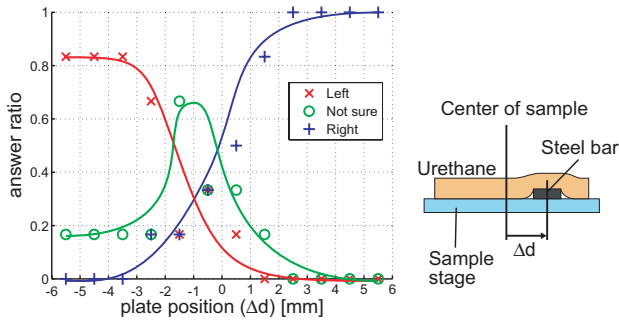 1
0.8
0.6
0.4
0.2
0
answer ratio
-6 -5 -4 -3 -2 -1 0 1 2 3 4 5 6
plate position (Δd) [mm]
Left
Not sure
Right
Center of sample
Steel bar
Urethane
Sample
stage
Δd